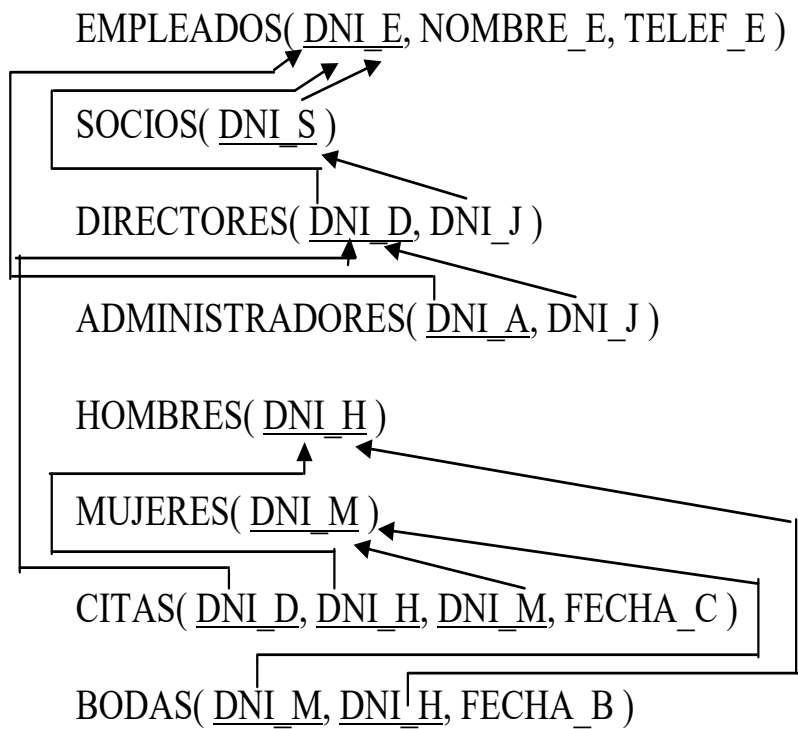 EMPLEADOS( DNI_E, NOMBRE_E, TELEF_E )
SOCIOS( DNI_S )
DIRECTORES( DNI_D, DNI_J )
ADMINISTRADORES( DNI_A, DNI_J )
HOMBRES( DNI_H )
MUJERES( DNI_M )
CITAS( DNI_D, DNI_H, DNI_M, FECHA_C )
BODAS( DNI_M, DNI_H, FECHA_B )